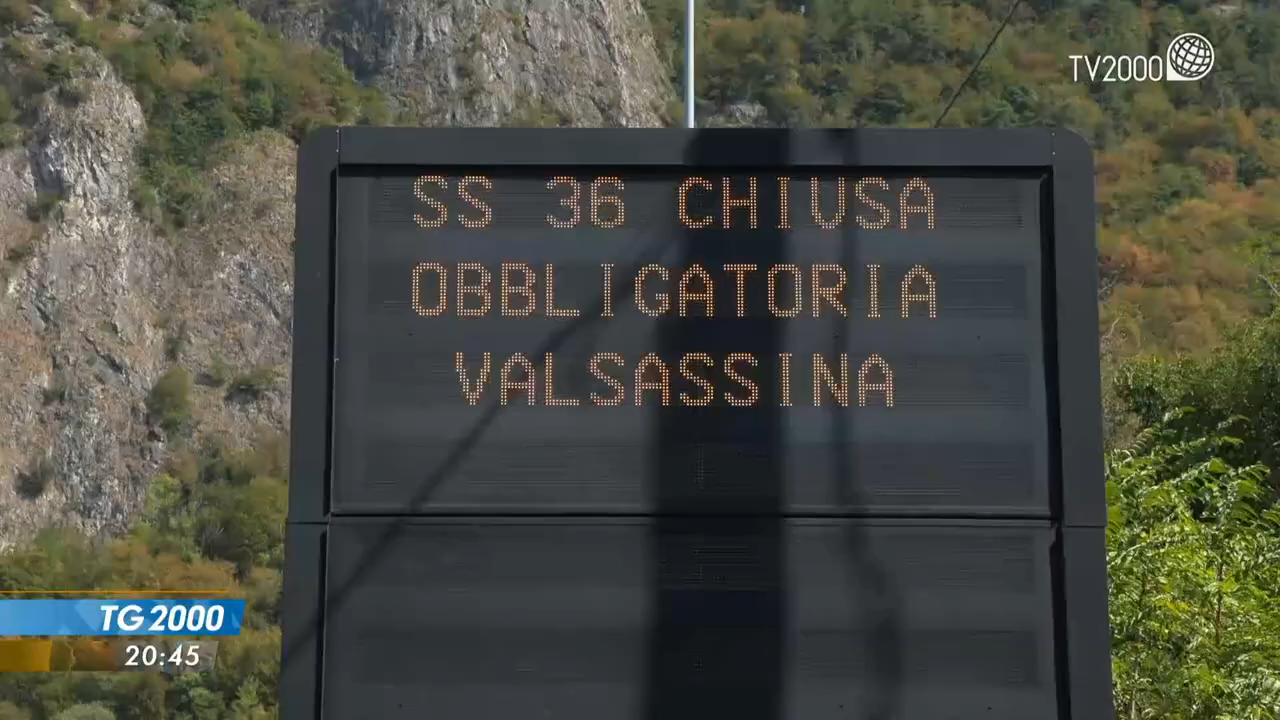 TV2000
SS 36 CHIUSA
OBBLIGATORIA
VALSASSINA
TG 2000
20:45